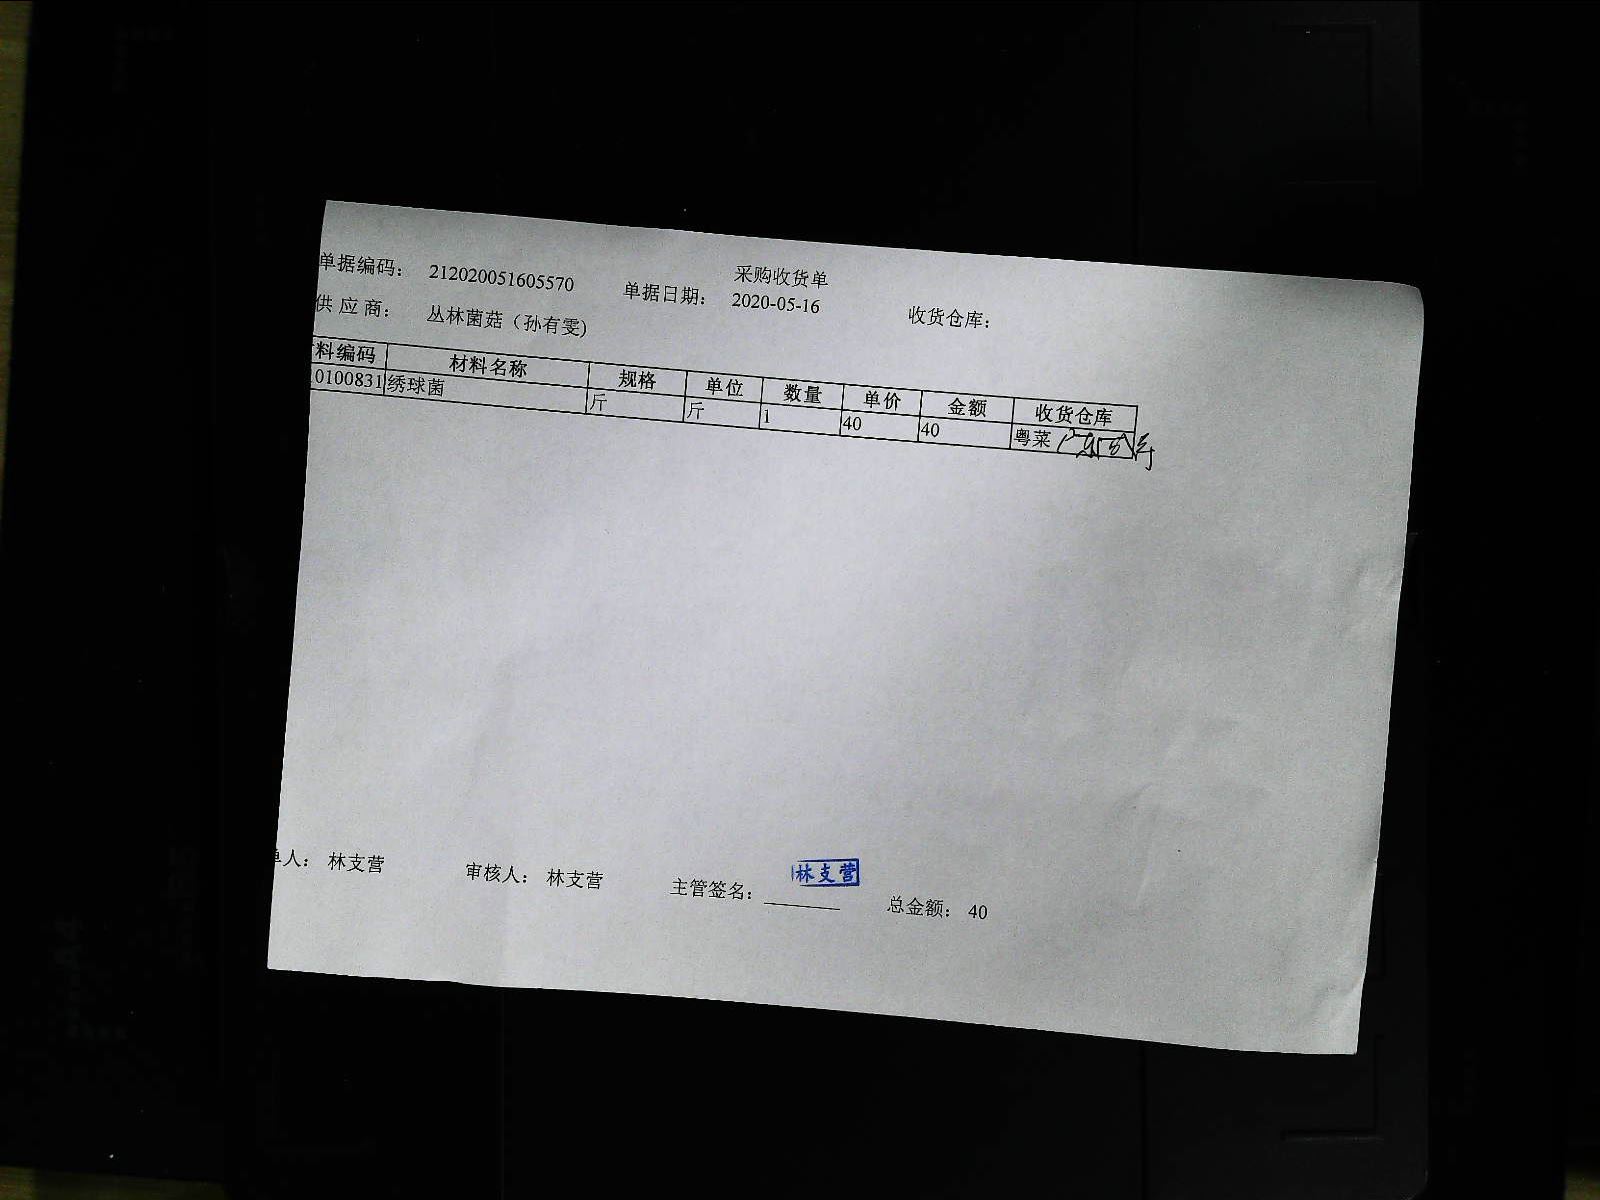 采购收货单
单据编码： 212020051605570 单据日期： 2020-05-16 收货仓库：
供 应 商： 丛林菌菇（孙有雯）
料编码 材料名称 规格 单位 数量 单价 金额 收货仓库
0100831 绣球菌 斤 斤 1 40 40 粤菜
单人： 林支营 审核人： 林支营 主管签名： 林支营 总金额： 40